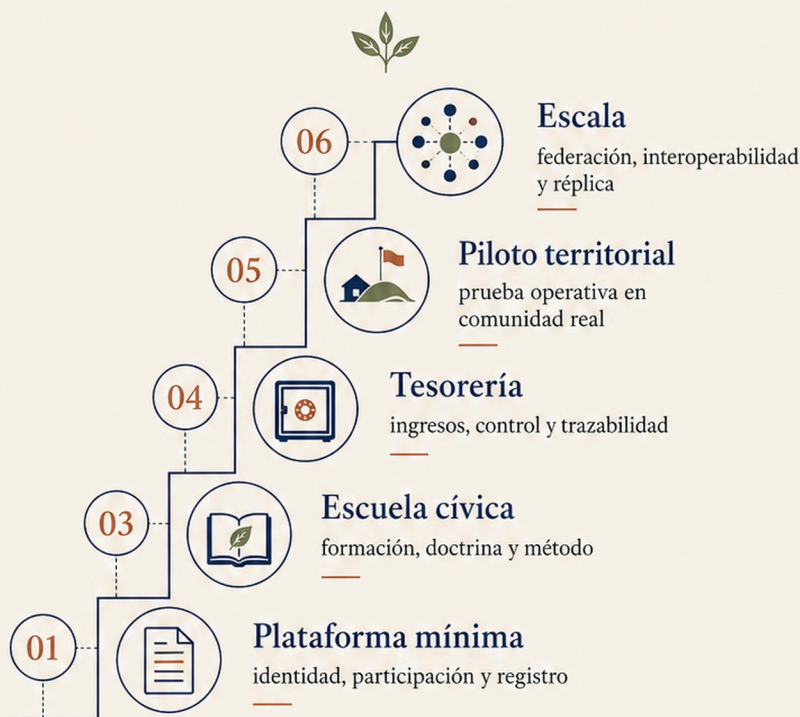 06
Escala
federación, interoperabilidad
y réplica
05
Piloto territorial
prueba operativa en
comunidad real
04
Tesorería
ingresos, control y trazabilidad
03
Escuela cívica
formación, doctrina y método
01
Plataforma mínima
identidad, participación y registro